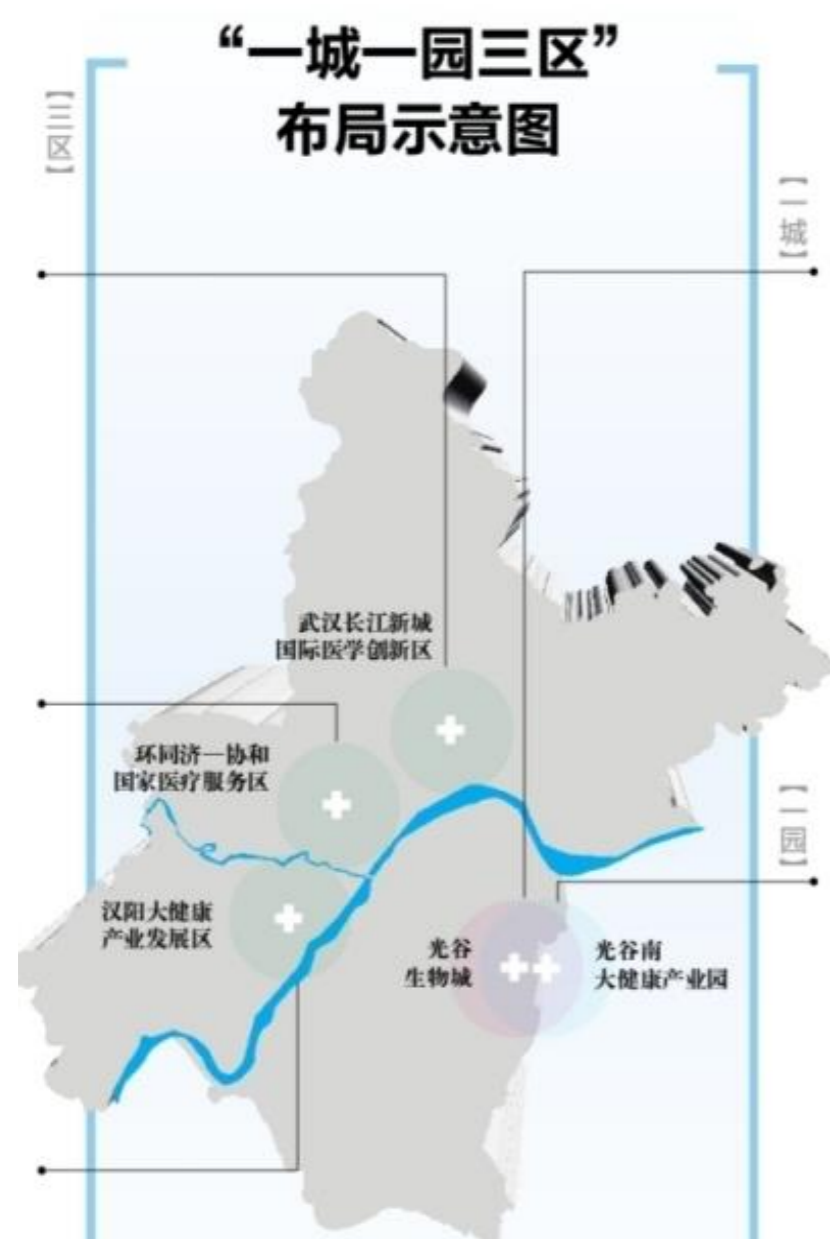 “一城一园三区”
布局示意图
【三区】
【一城】
武汉长江新城
国际医学创新区
环同济—协和
国家医疗服务区
【一园】
汉阳大健康
产业发展区
光谷
生物城
光谷南
大健康产业园